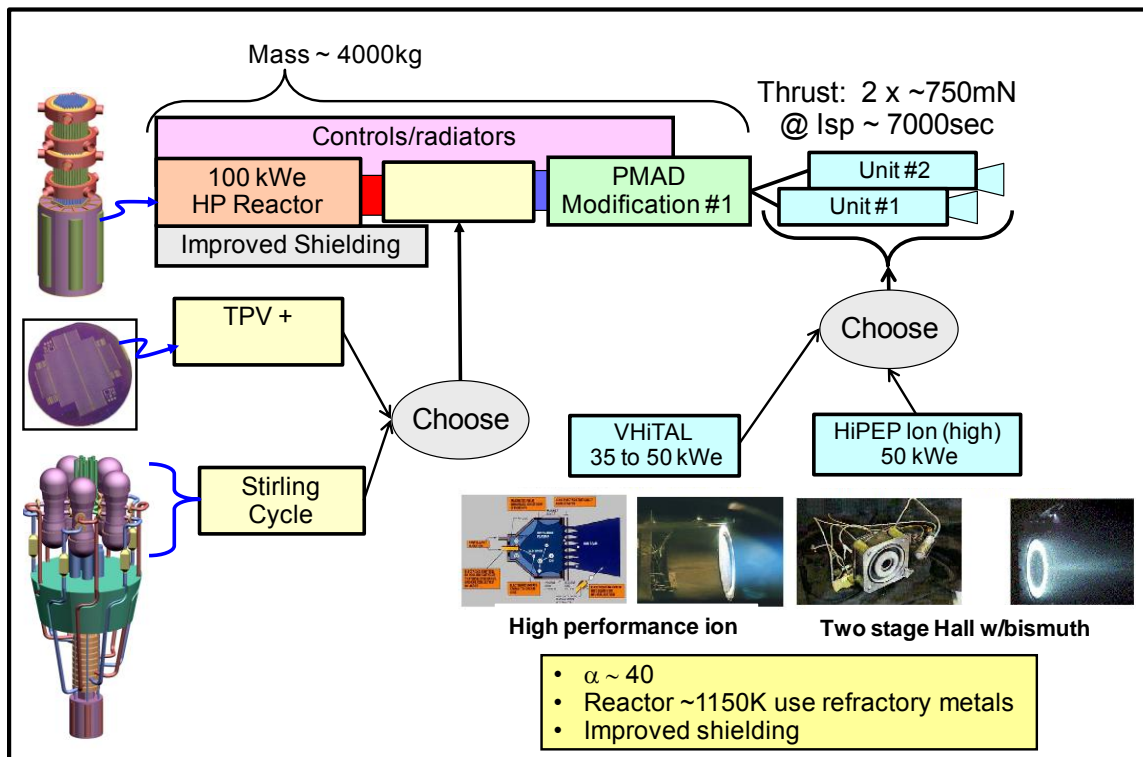 Mass ~ 4000kg
Thrust: 2 x ~750mN
@ Isp ~ 7000sec
Controls/radiators
100 kWe
HP Reactor
PMAD
Modification #1
Unit #2
Unit #1
Improved Shielding
TPV +
Choose
Choose
VHiTAL
35 to 50 kWe
HiPEP Ion (high)
50 kWe
Stirling
Cycle
High performance ion
Two stage Hall w/bismuth
• α ~ 40
• Reactor ~1150K use refractory metals
• Improved shielding